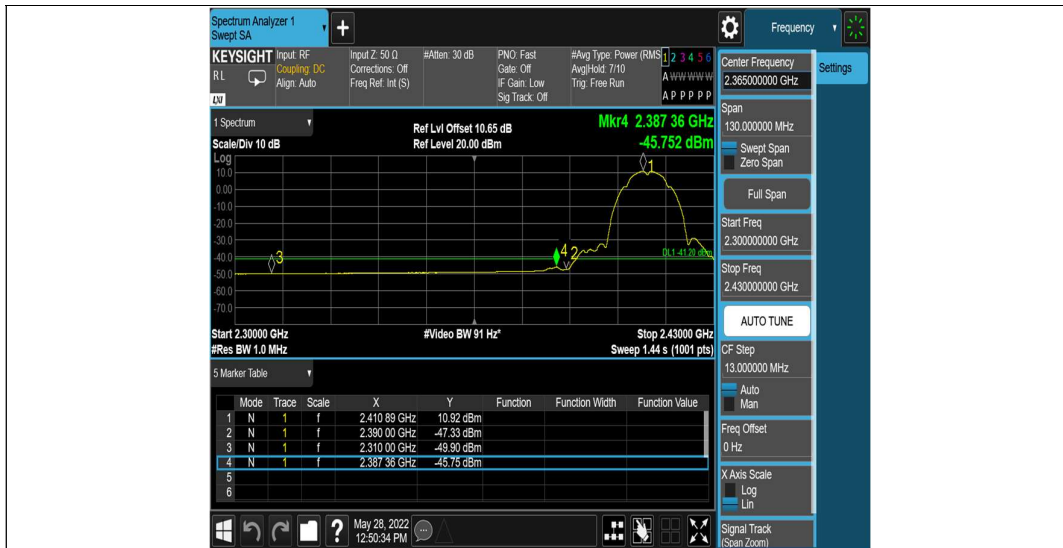 Spectrum Analyzer 1
Swept SA
Frequency
KEYSIGHT
R L
LXI
Input: RF
Coupling: DC
Align: Auto
Input Z: 50 Ω
Corrections: Off
Freq Ref: Int (S)
#Atten: 30 dB
PNO: Fast
Gate: Off
IF Gain: Low
Sig Track: Off
#Avg Type: Power (RMS
Avg|Hold: 7/10
Trig: Free Run
1 2 3 4 5 6
A W W W W W
A P P P P P
Center Frequency
2.365000000 GHz
Settings
Span
130.000000 MHz
Swept Span
Zero Span
Full Span
Start Freq
2.300000000 GHz
Stop Freq
2.430000000 GHz
AUTO TUNE
CF Step
13.000000 MHz
Auto
Man
Freq Offset
0 Hz
X Axis Scale
Log
Lin
Signal Track
(Span Zoom)
1 Spectrum
Scale/Div 10 dB
Ref Lvl Offset 10.65 dB
Ref Level 20.00 dBm
Mkr4 2.387 36 GHz
-45.752 dBm
Log
10.0
0.00
-10.0
-20.0
-30.0
-40.0
-50.0
-60.0
-70.0
1
3
4
2
DL1 -41.20 dBm
Start 2.30000 GHz
#Video BW 91 Hz*
Stop 2.43000 GHz
#Res BW 1.0 MHz
Sweep 1.44 s (1001 pts)
5 Marker Table
Mode Trace Scale X Y Function Function Width Function Value
1 N 1 f 2.410 89 GHz 10.92 dBm
2 N 1 f 2.390 00 GHz -47.33 dBm
3 N 1 f 2.310 00 GHz -49.90 dBm
4 N 1 f 2.387 36 GHz -45.75 dBm
5
6
?
May 28, 2022
12:50:34 PM